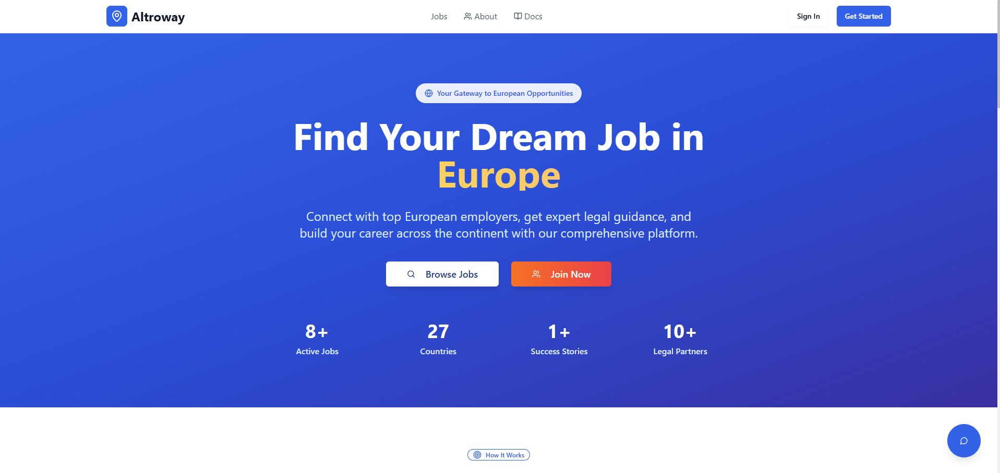 Altroway
Jobs
About
Docs
Sign In
Get Started
Your Gateway to European Opportunities
Find Your Dream Job in
Europe
Connect with top European employers, get expert legal guidance, and
build your career across the continent with our comprehensive platform.
Browse Jobs
Join Now
8+
Active Jobs
27
Countries
1+
Success Stories
10+
Legal Partners
How It Works